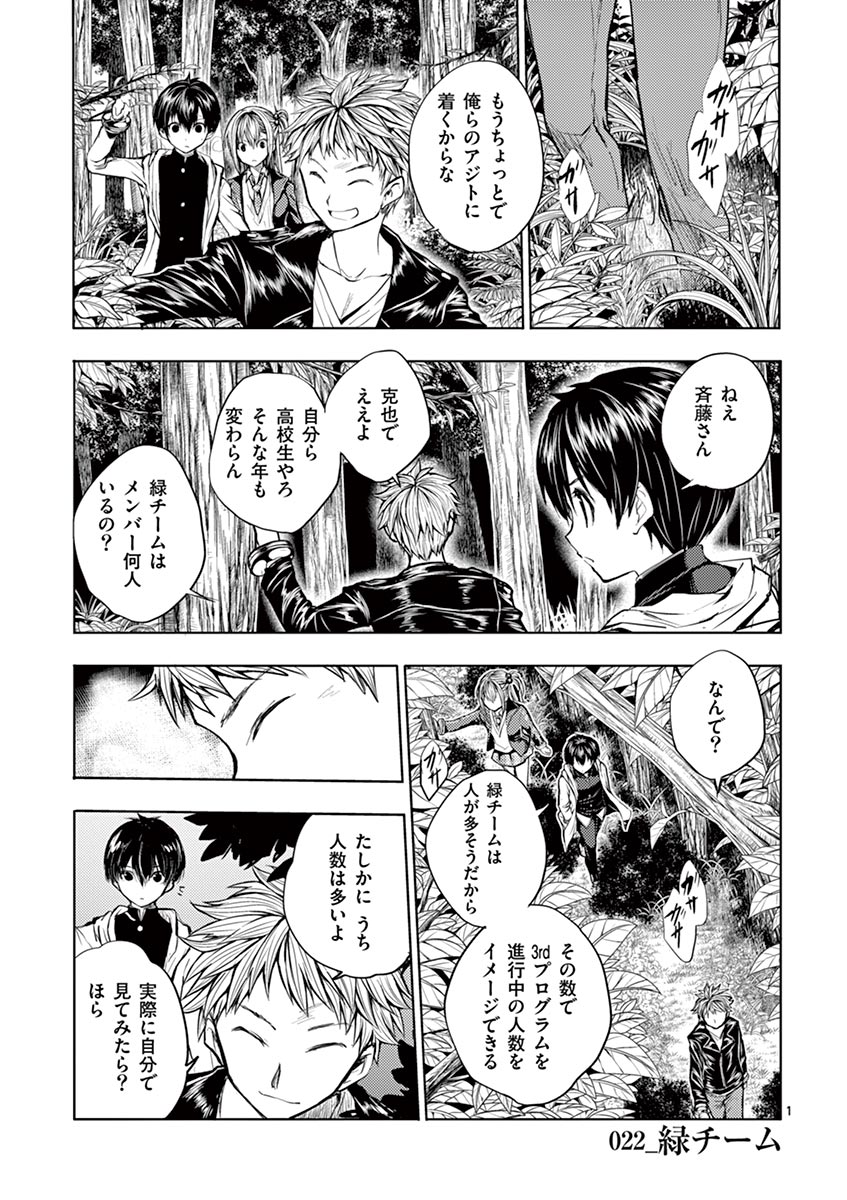 ガサ
ガサ
ガサ
もうちょっとで
俺らのアジトに
着くからな
ねえ
斉藤さん
克也で
ええよ
自分ら
高校生やろ
そんな年も
変わらん
緑チームは
メンバー何人
いるの？
なんで？
ガサ
緑チームは
人が多そうだから
ガサ
ガサ
その数で
3rdプログラムを
進行中の人数を
イメージできる
たしかに うち
人数は多いよ
実際に自分で
見てみたら？
ほら
1
022_緑チーム